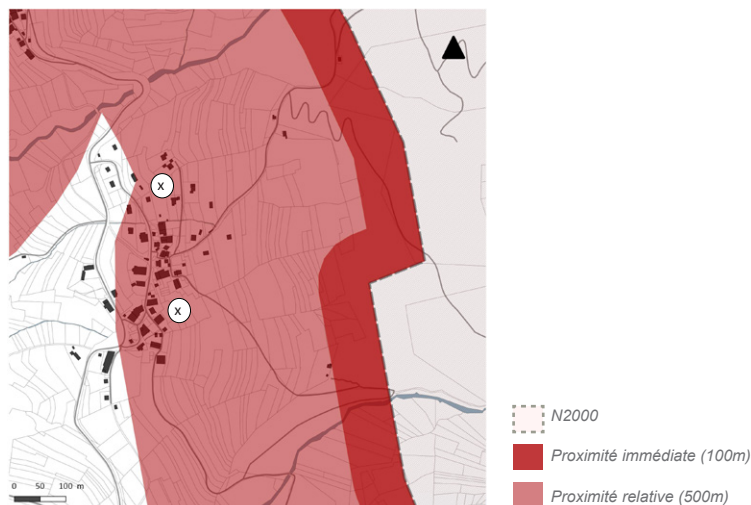 x
x
0 50 100 m
N2000
Proximité immédiate (100m)
Proximité relative (500m)